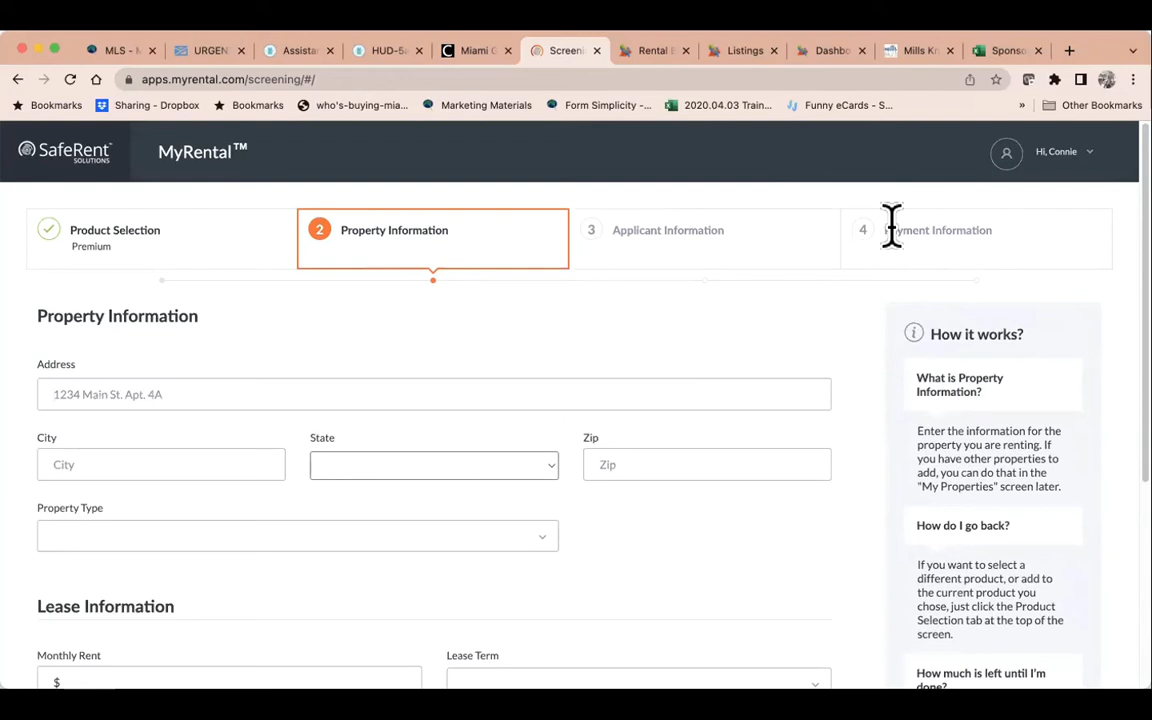 MLS - M
URGEN
Assistan
HUD-5
Miami
Screeni
Rental
Listings
Dashbo
Mills Kn
Sponso
apps.myrental.com/screening/#/
Bookmarks
Sharing - Dropbox
Bookmarks
who's-buying-mia...
Marketing Materials
Form Simplicity -...
2020.04.03 Train...
Funny eCards - S...
»
Other Bookmarks
SafeRent™
SOLUTIONS
MyRental™
Hi, Connie
Product Selection
Premium
2 Property Information
3 Applicant Information
4 Payment Information
Property Information
Address
1234 Main St. Apt. 4A
City
State
Zip
City
Zip
Property Type
Lease Information
Monthly Rent
Lease Term
$
How it works?
What is Property
Information?
Enter the information for the
property you are renting. If
you have other properties to
add, you can do that in the
"My Properties" screen later.
How do I go back?
If you want to select a
different product, or add to
the current product you
chose, just click the Product
Selection tab at the top of the
screen.
How much is left until I'm
done?